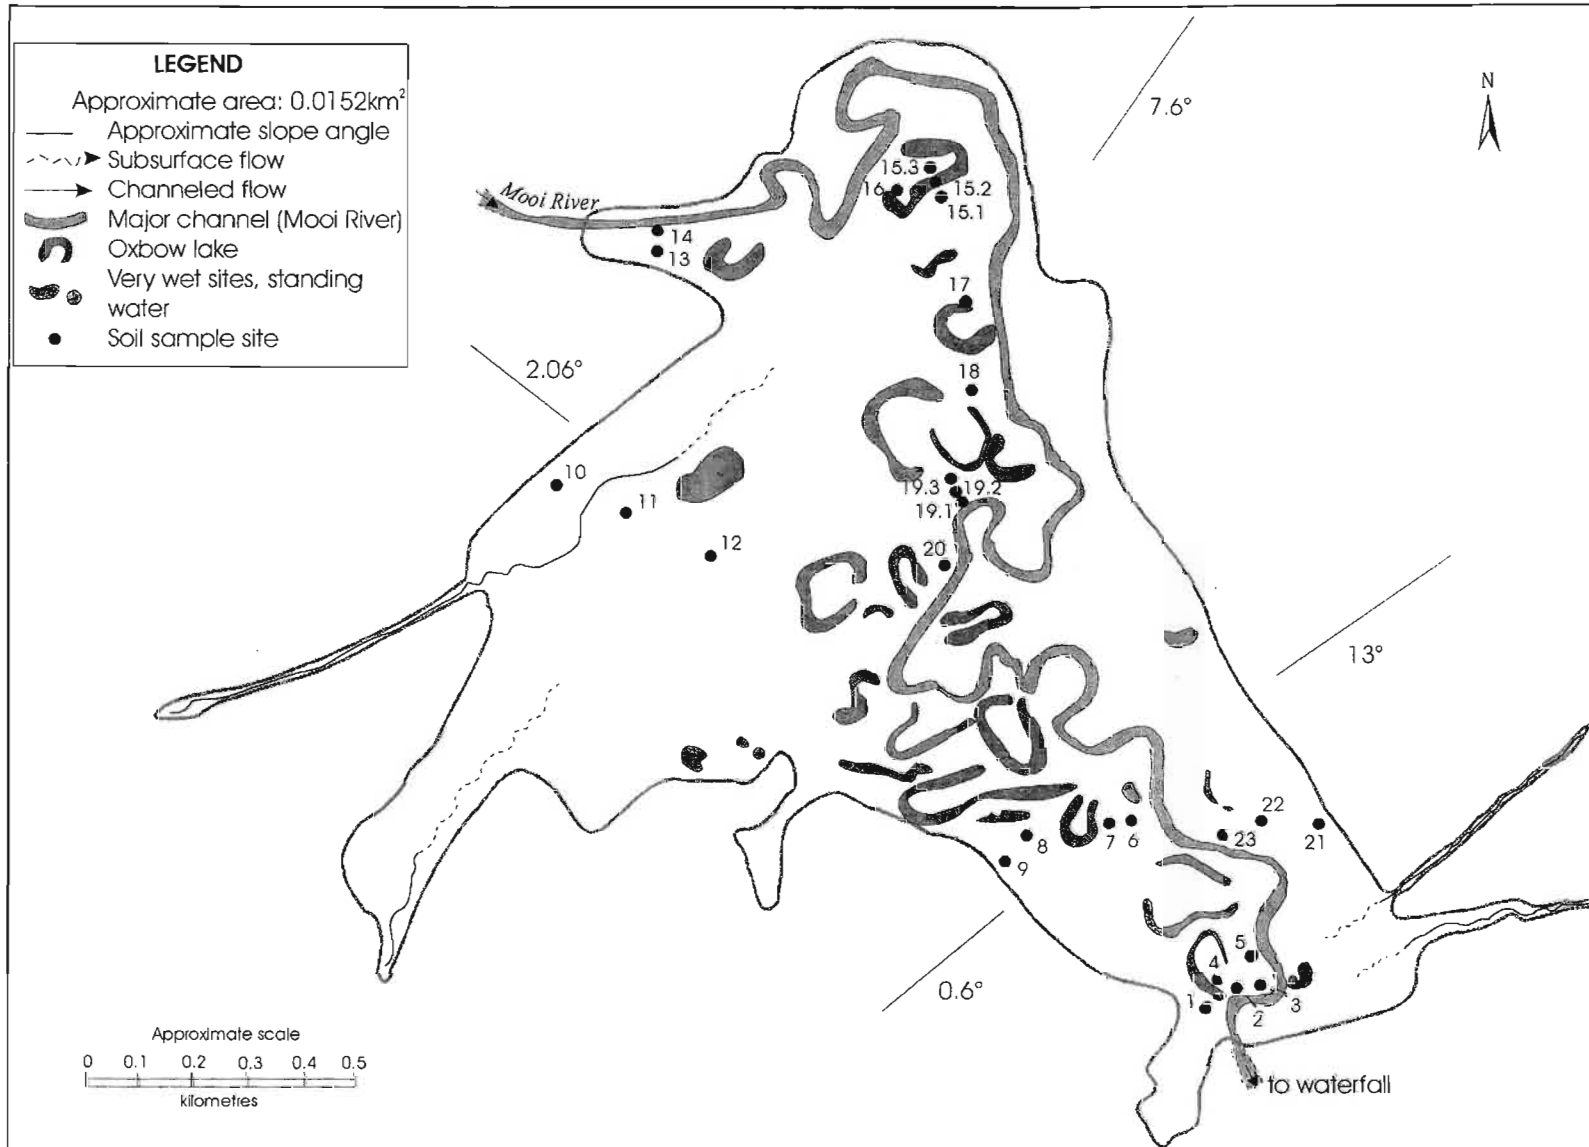 LEGEND
Approximate area: 0.0152km²
Approximate slope angle
Subsurface flow
Channeled flow
Major channel (Mooi River)
Oxbow lake
Very wet sites, standing
water
Soil sample site
N
7.6°
Mooi River
15.3
16
15.2
15.1
14
13
17
2.06°
18
10
19.3
19.2
11
19.1
12
20
13°
22
7
6
23
21
8
9
5
4
0.6°
1
3
2
Approximate scale
0 0.1 0.2 0.3 0.4 0.5
kilometres
to waterfall